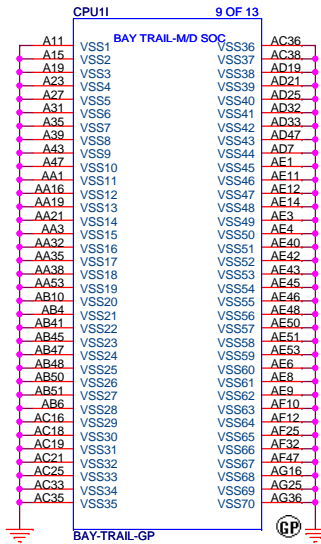 CPU1I 9 OF 13
BAY TRAIL-M/D SOC
A11 VSS1 VSS36 AC36
A15 VSS2 VSS37 AC38
A19 VSS3 VSS38 AD19
A23 VSS4 VSS39 AD21
A27 VSS5 VSS40 AD25
A31 VSS6 VSS41 AD32
A35 VSS7 VSS42 AD33
A39 VSS8 VSS43 AD47
A43 VSS9 VSS44 AD7
A47 VSS10 VSS45 AE1
AA1 VSS11 VSS46 AE11
AA16 VSS12 VSS47 AE12
AA19 VSS13 VSS48 AE14
AA21 VSS14 VSS49 AE3
AA3 VSS15 VSS50 AE4
AA32 VSS16 VSS51 AE40
AA35 VSS17 VSS52 AE42
AA38 VSS18 VSS53 AE43
AA53 VSS19 VSS54 AE45
AB10 VSS20 VSS55 AE46
AB4 VSS21 VSS56 AE48
AB41 VSS22 VSS57 AE50
AB45 VSS23 VSS58 AE51
AB47 VSS24 VSS59 AE53
AB48 VSS25 VSS60 AE6
AB50 VSS26 VSS61 AE8
AB51 VSS27 VSS62 AE9
AB6 VSS28 VSS63 AF10
AC16 VSS29 VSS64 AF12
AC18 VSS30 VSS65 AF25
AC19 VSS31 VSS66 AF32
AC21 VSS32 VSS67 AF47
AC25 VSS33 VSS68 AG16
AC33 VSS34 VSS69 AG25
AC35 VSS35 VSS70 AG36
GP
BAY-TRAIL-GP